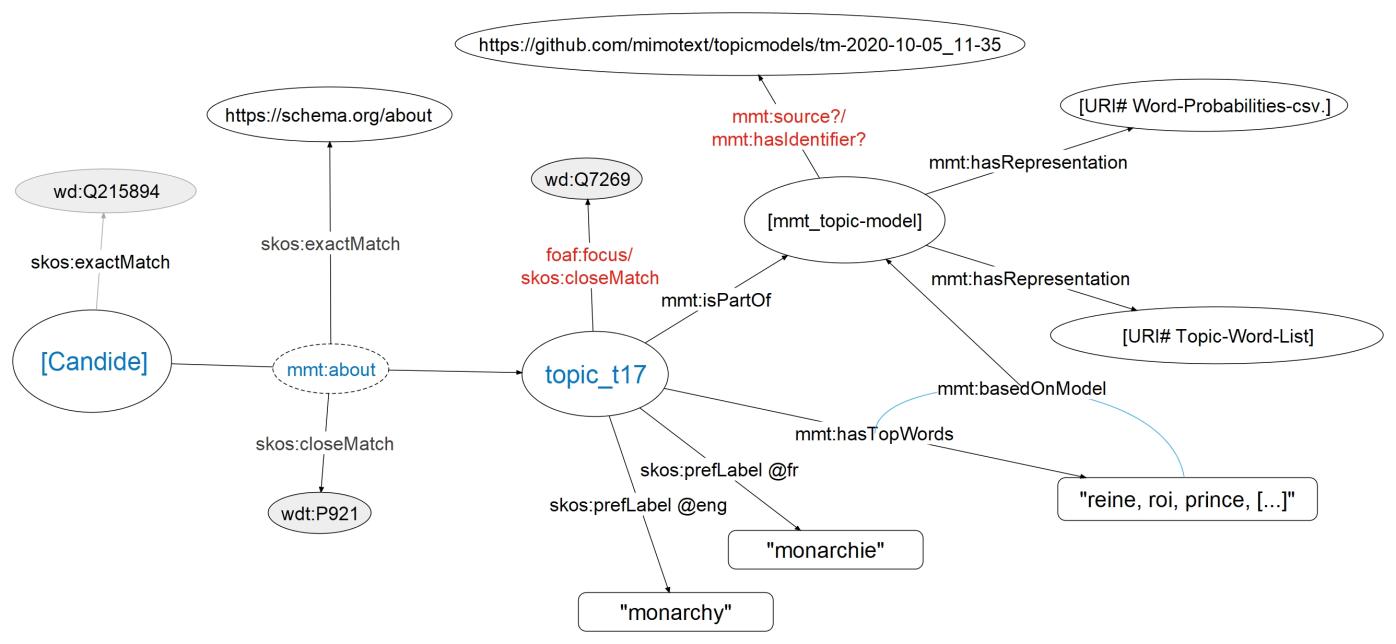 https://github.com/mimotext/topicmodels/tm-2020-10-05_11-35
https://schema.org/about
[URI# Word-Probabilities-csv.]
mmt:source?/
mmt:hasIdentifier?
mmt:hasRepresentation
wd:Q215894
wd:Q7269
[mmt_topic-model]
skos:exactMatch
skos:exactMatch
foaf:focus/
skos:closeMatch
mmt:isPartOf
mmt:hasRepresentation
[URI# Topic-Word-List]
[Candide]
mmt:about
topic_t17
mmt:basedOnModel
mmt:hasTopWords
skos:closeMatch
skos:prefLabel @fr
skos:prefLabel @eng
"reine, roi, prince, [...]"
wdt:P921
"monarchie"
"monarchy"